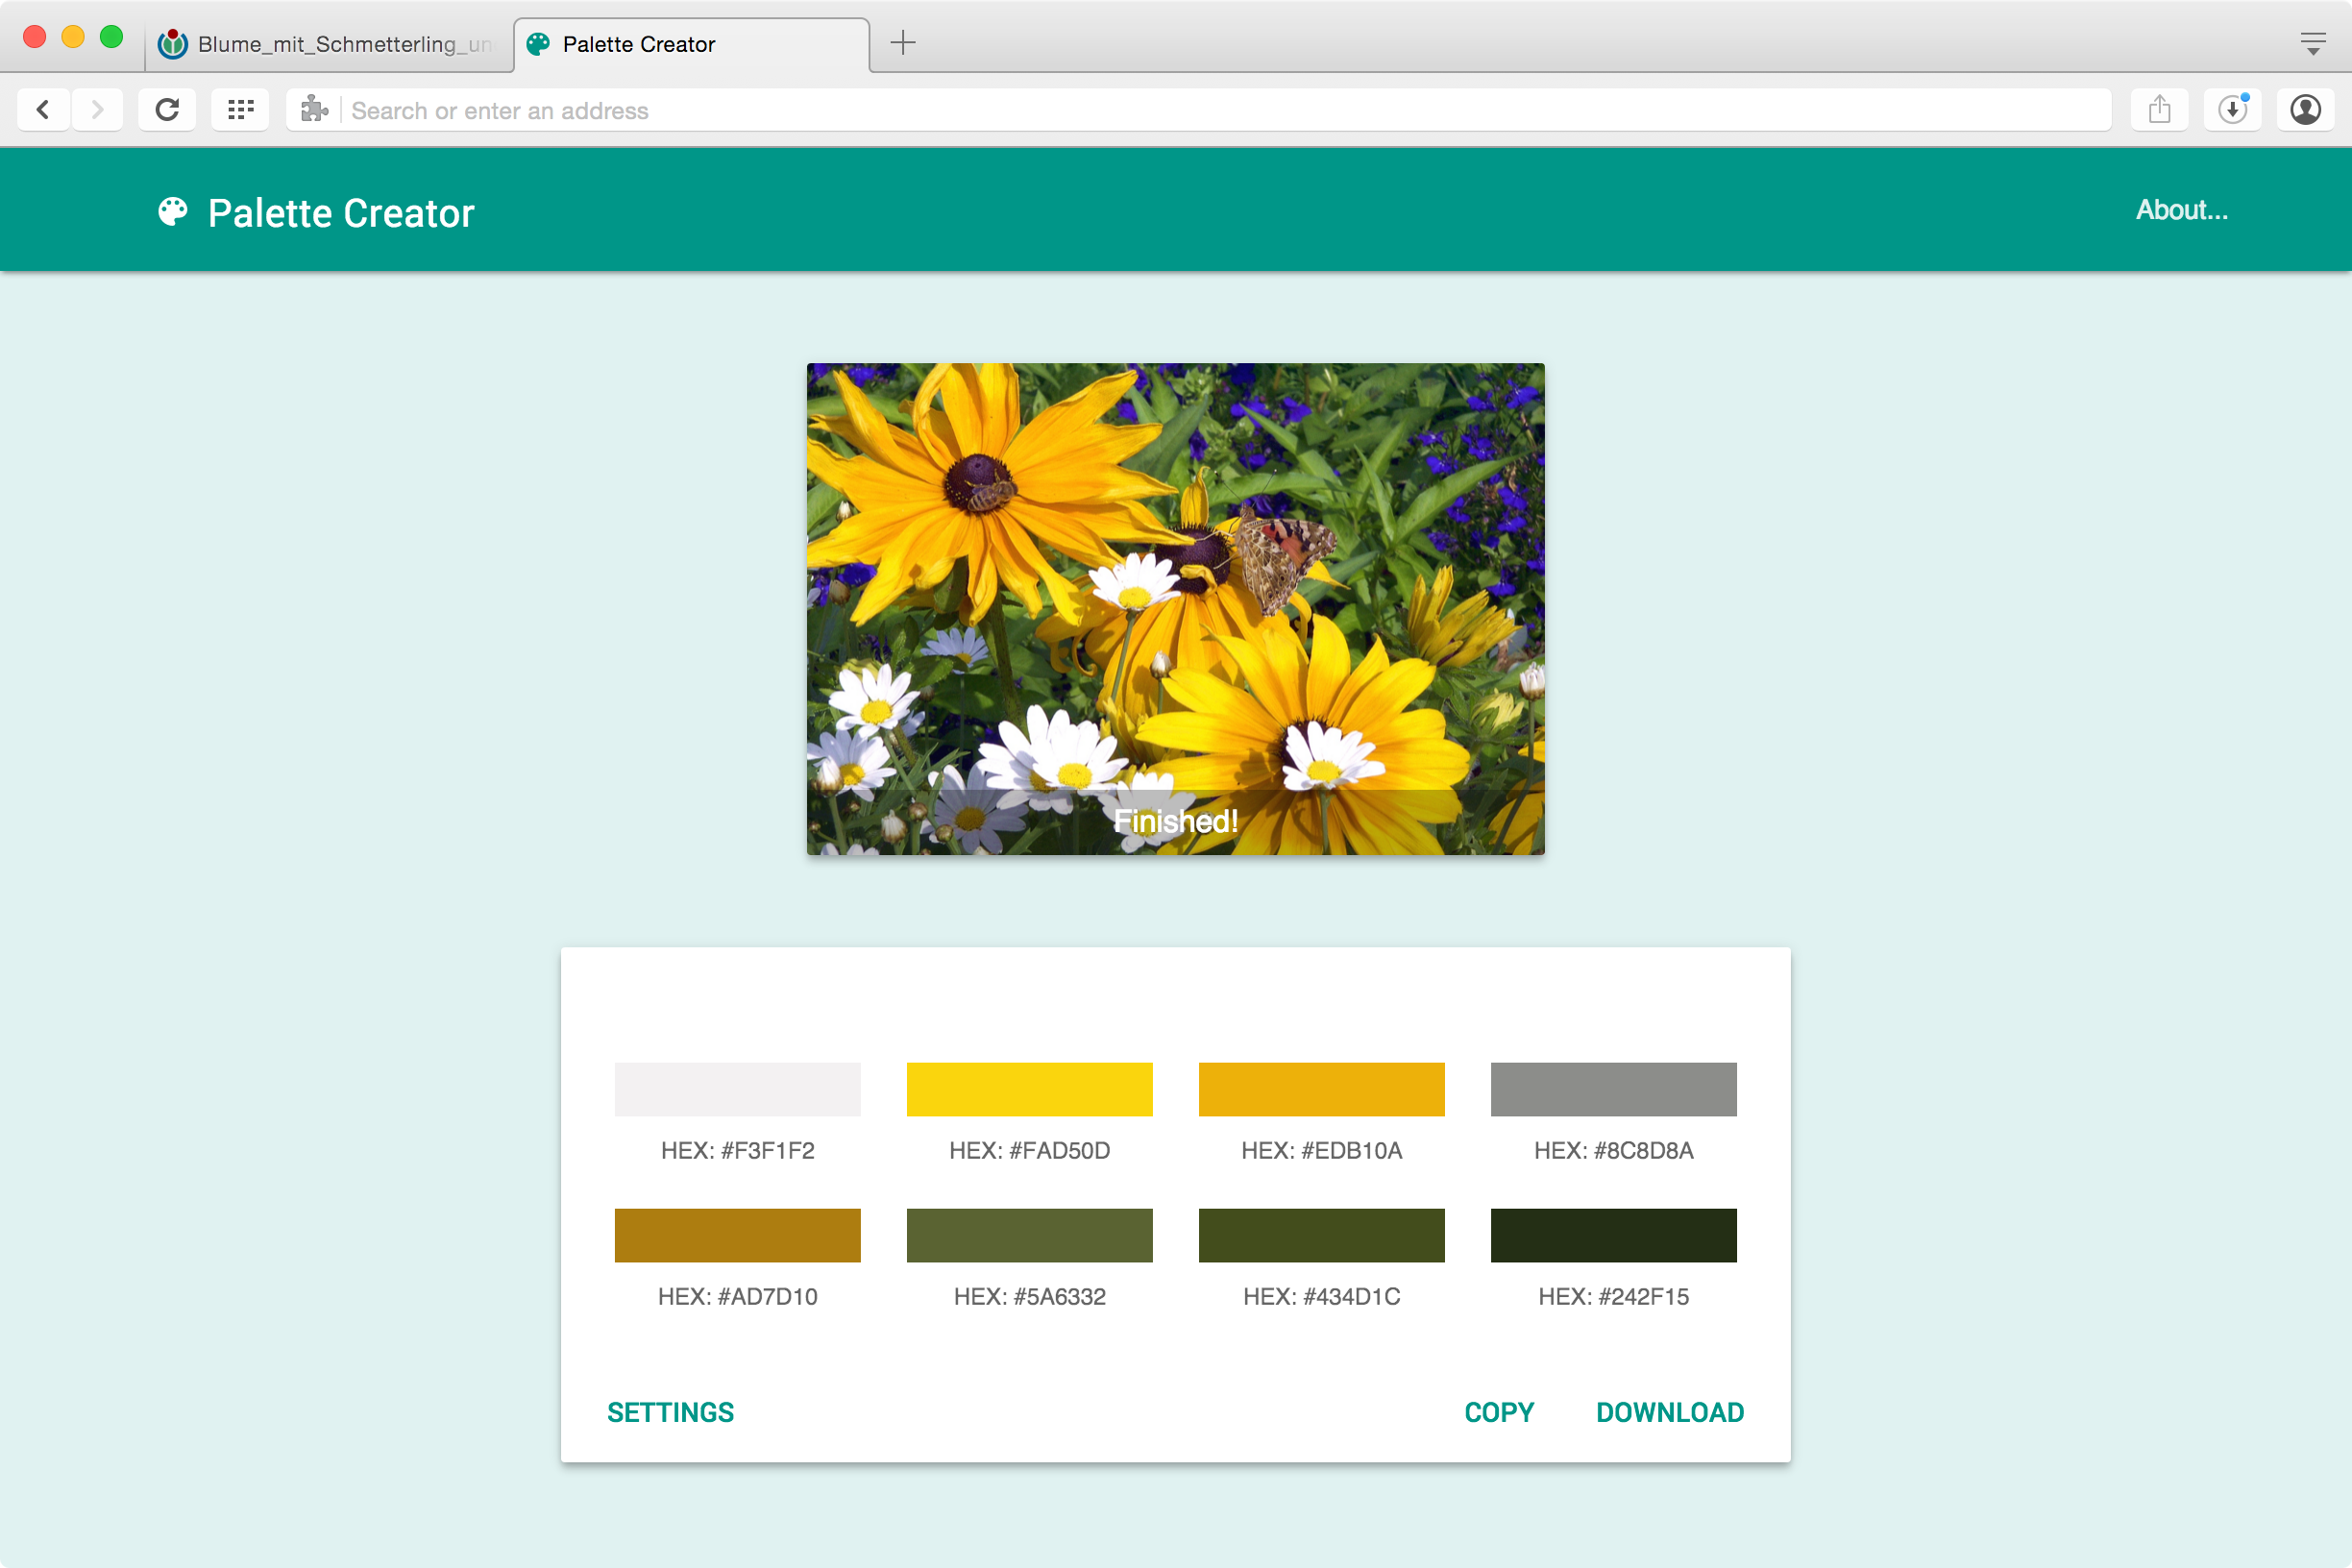 Blume_mit_Schmetterling_un
Palette Creator
Search or enter an address
Palette Creator
About...
Finished!
HEX: #F3F1F2
HEX: #FAD50D
HEX: #EDB10A
HEX: #8C8D8A
HEX: #AD7D10
HEX: #5A6332
HEX: #434D1C
HEX: #242F15
SETTINGS
COPY
DOWNLOAD